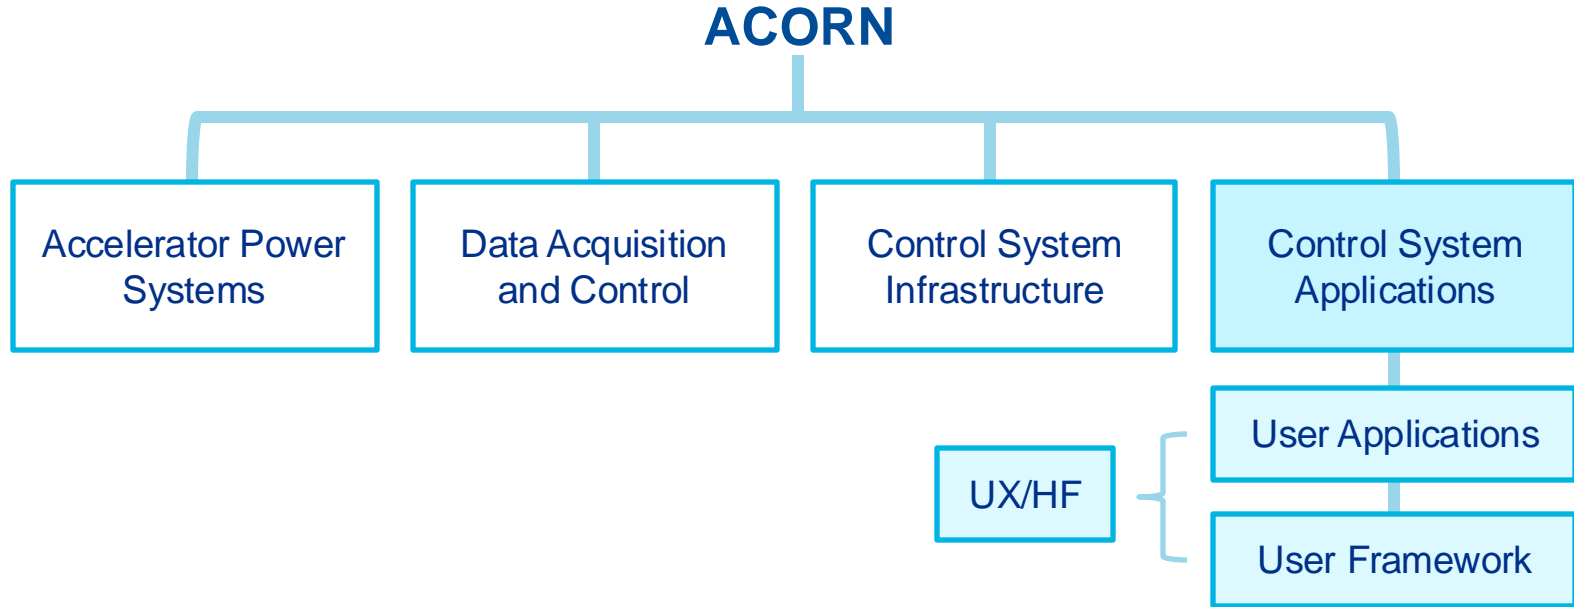 ACORN
Accelerator Power
Systems
Data Acquisition
and Control
Control System
Infrastructure
Control System
Applications
User Applications
UX/HF
User Framework